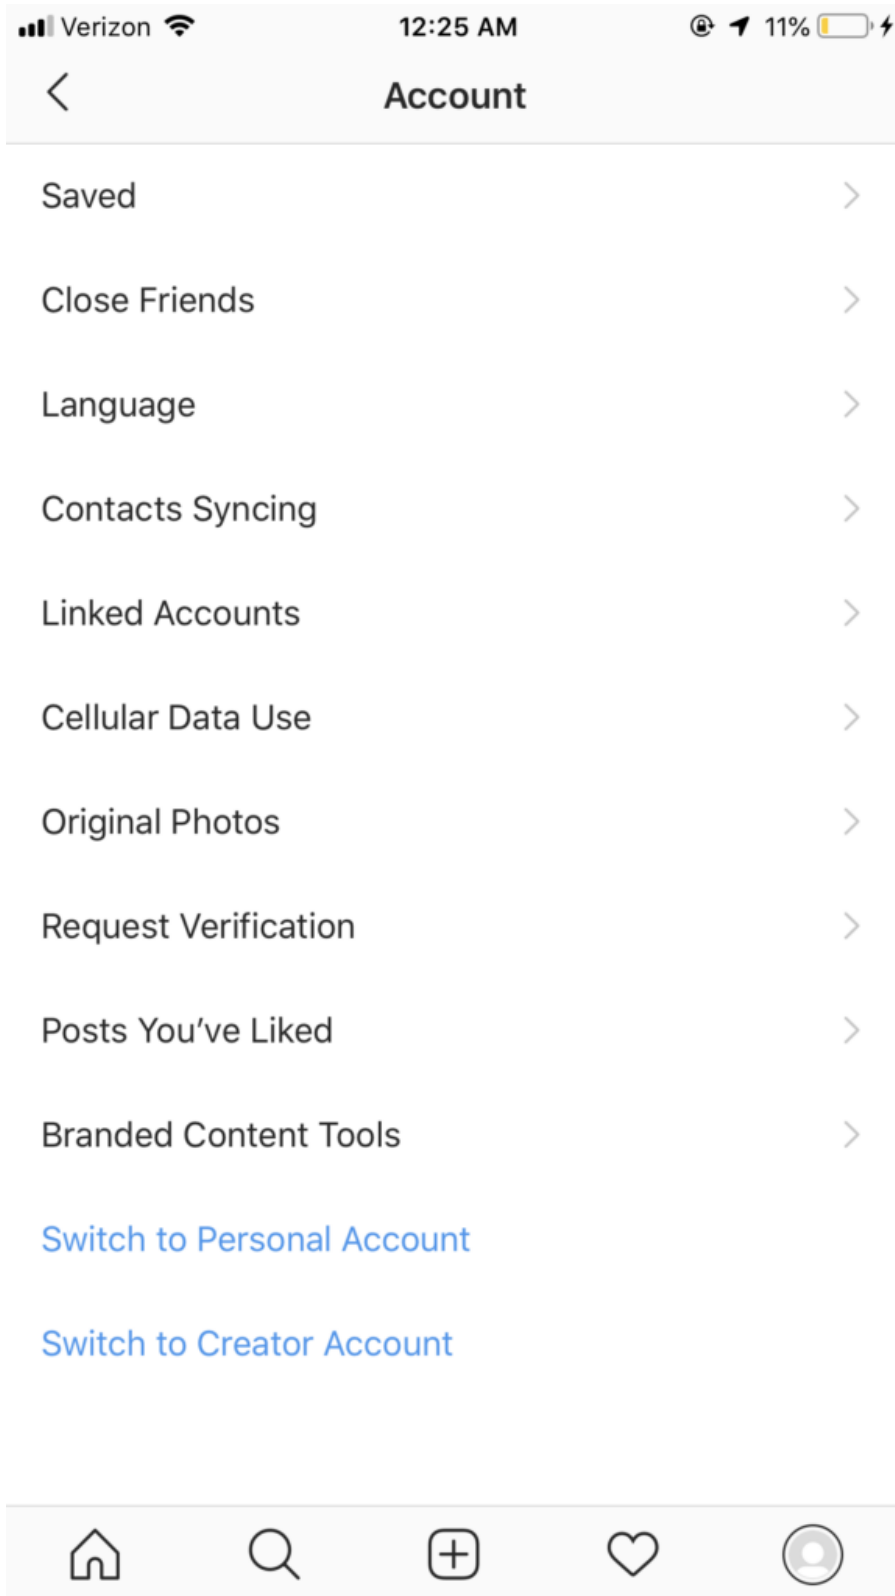 Verizon 12:25 AM 11%
Account
Saved
Close Friends
Language
Contacts Syncing
Linked Accounts
Cellular Data Use
Original Photos
Request Verification
Posts You’ve Liked
Branded Content Tools
Switch to Personal Account
Switch to Creator Account